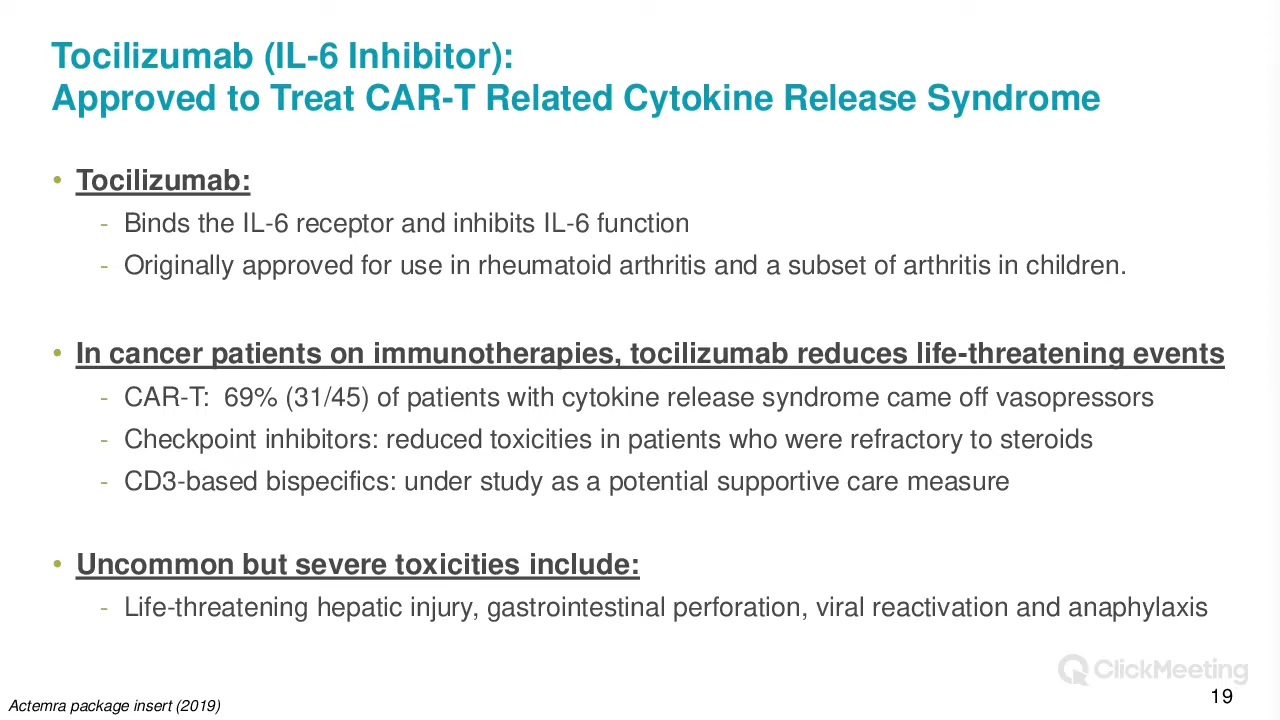 Tocilizumab (IL-6 Inhibitor):
Approved to Treat CAR-T Related Cytokine Release Syndrome
• Tocilizumab:
- Binds the IL-6 receptor and inhibits IL-6 function
- Originally approved for use in rheumatoid arthritis and a subset of arthritis in children.
• In cancer patients on immunotherapies, tocilizumab reduces life-threatening events
- CAR-T: 69% (31/45) of patients with cytokine release syndrome came off vasopressors
- Checkpoint inhibitors: reduced toxicities in patients who were refractory to steroids
- CD3-based bispecifics: under study as a potential supportive care measure
• Uncommon but severe toxicities include:
- Life-threatening hepatic injury, gastrointestinal perforation, viral reactivation and anaphylaxis
ClickMeeting
19
Actemra package insert (2019)